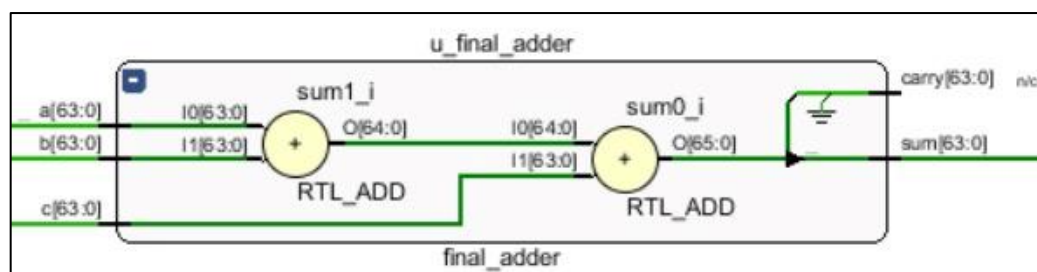 u_final_adder
a[63:0] I0[63:0] sum1_i O[64:0] I0[64:0] sum0_i O[65:0] carry[63:0] n/c
b[63:0] I1[63:0] + I1[63:0] + sum[63:0]
RTL_ADD RTL_ADD
c[63:0]
final_adder